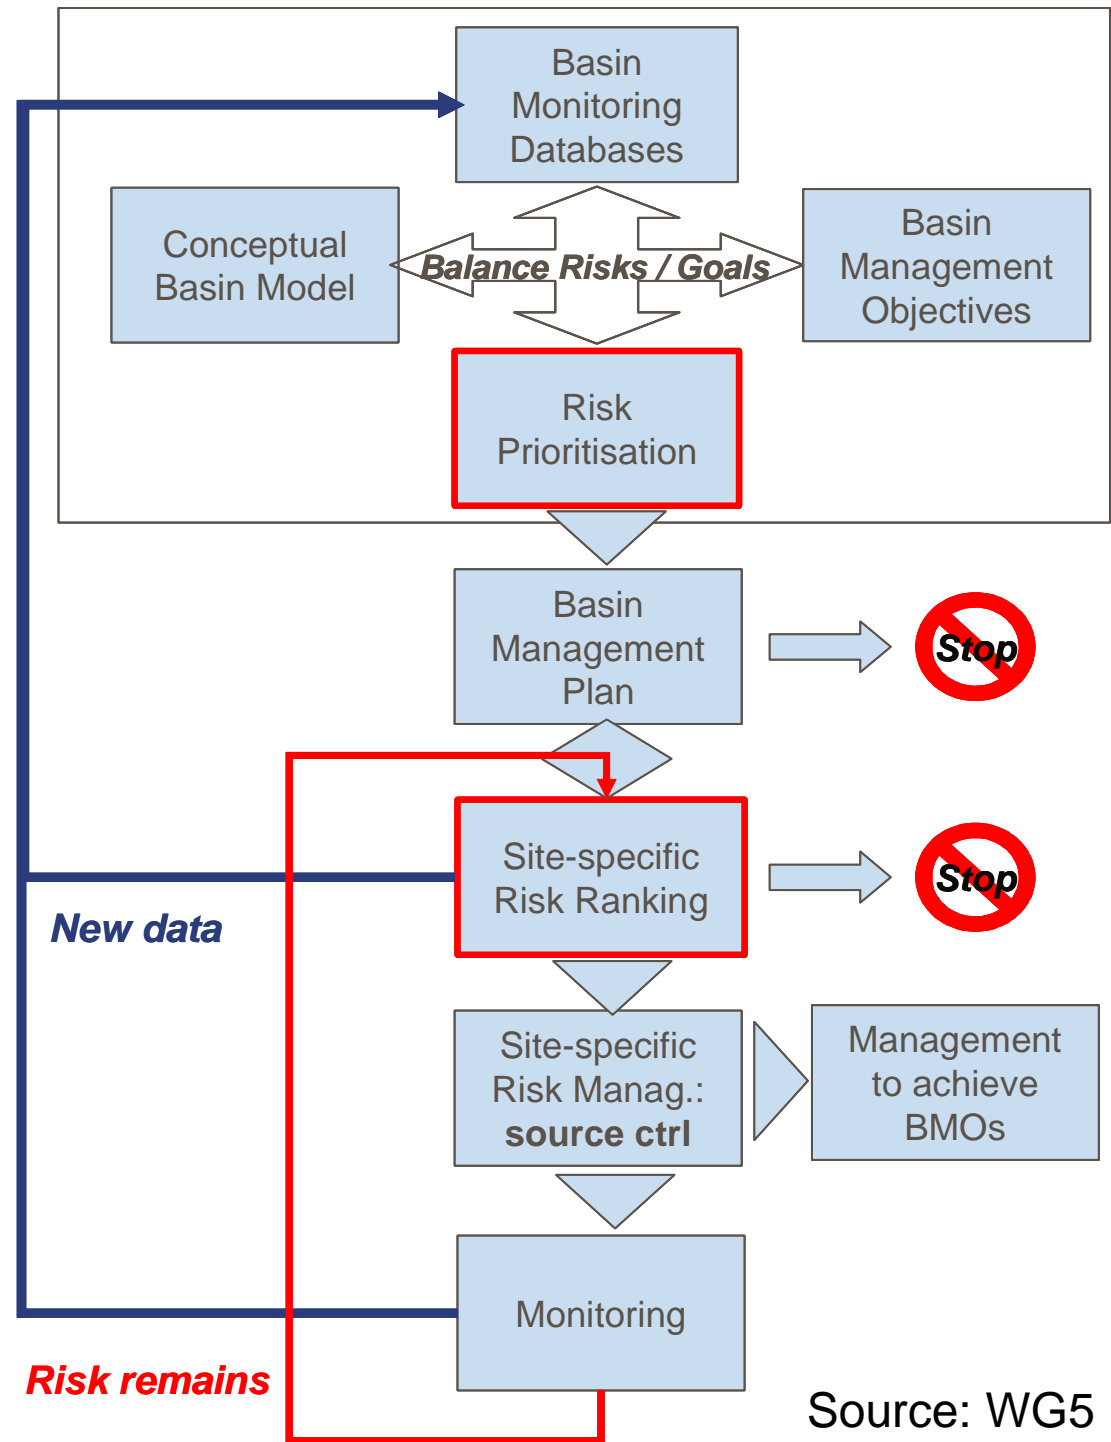 Basin
Monitoring
Databases
Conceptual
Basin Model
Balance Risks / Goals
Basin
Management
Objectives
Risk
Prioritisation
Basin
Management
Plan
Stop
Site-specific
Risk Ranking
Stop
New data
Site-specific
Risk Manag.:
source ctrl
Management
to achieve
BMOs
Monitoring
Risk remains
Source: WG5